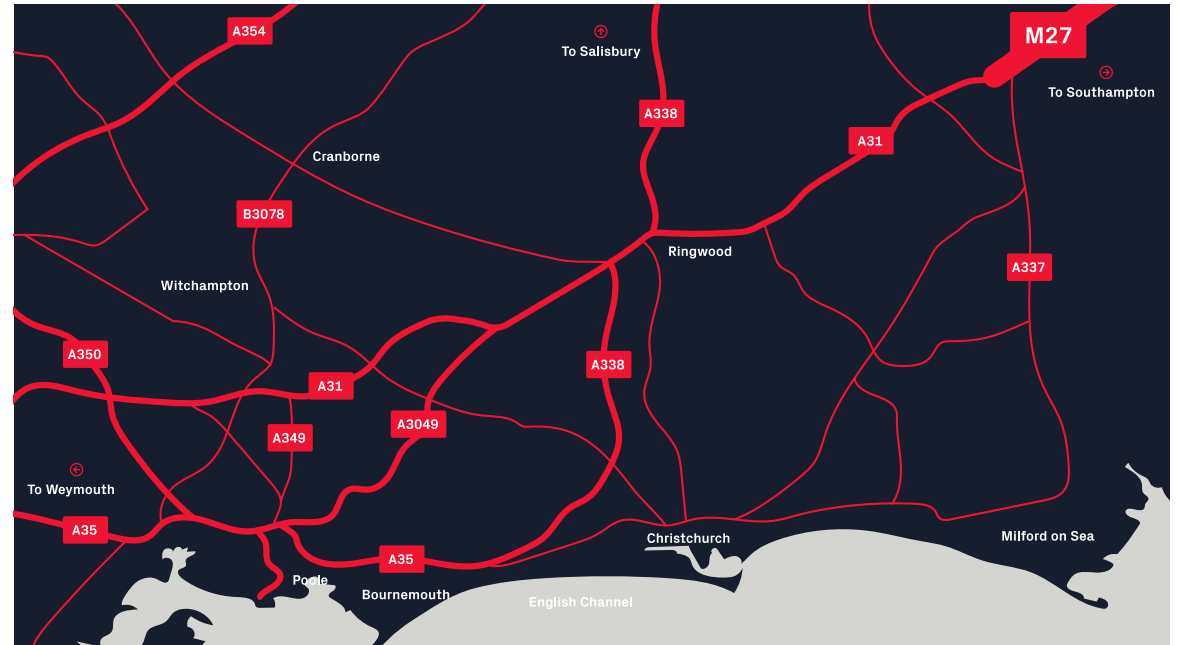 A354
M27
To Salisbury
To Southampton
A338
A31
Cranborne
B3078
Ringwood
A337
Witchampton
A350
A338
A31
A3049
A349
To Weymouth
A35
Christchurch
Milford on Sea
A35
Poole
Bournemouth
English Channel